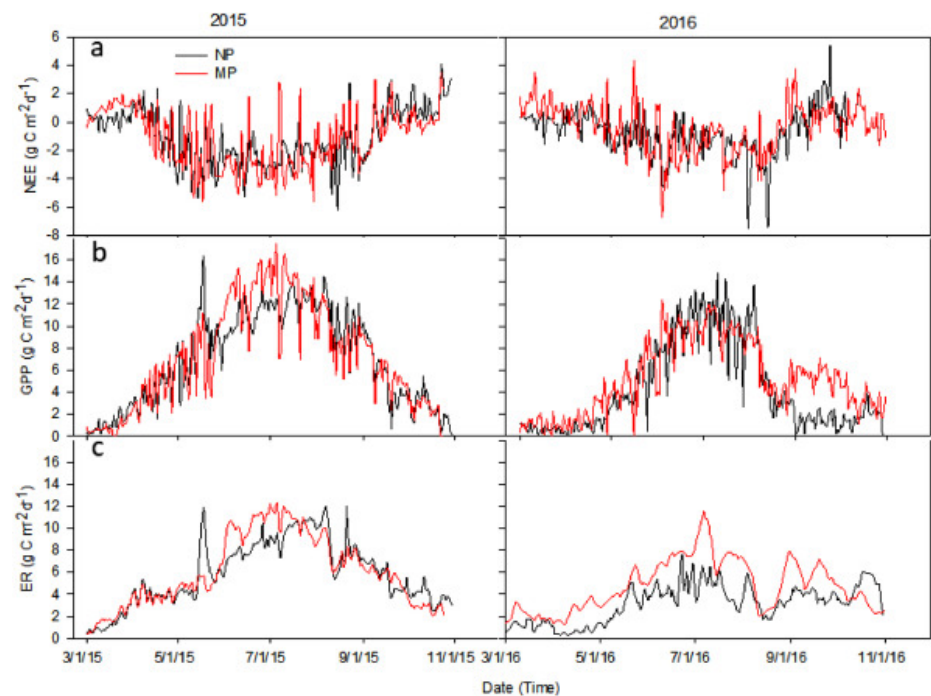 2015
2016
a
NP
MP
6
4
2
0
-2
-4
-6
-8
NEE (g C m⁻²d⁻¹)
b
16
14
12
10
8
6
4
2
0
GPP (g C m⁻²d⁻¹)
c
16
14
12
10
8
6
4
2
0
ER (g C m⁻²d⁻¹)
3/1/15 5/1/15 7/1/15 9/1/15 11/1/15 3/1/16 5/1/16 7/1/16 9/1/16 11/1/16
Date (Time)